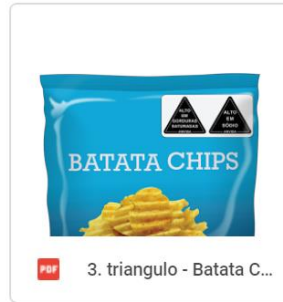 ALTO
EM
GORDURAS
SATURADAS
ALTO
EM
SÓDIO
BATATA CHIPS
PDF
3. triangulo - Batata C...